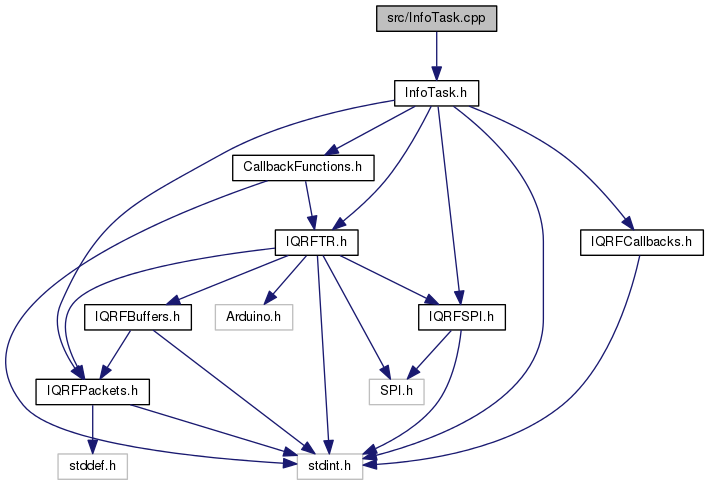 src/InfoTask.cpp
InfoTask.h
CallbackFunctions.h
IQRFTR.h
IQRFCallbacks.h
IQRFBuffers.h
Arduino.h
IQRFSPI.h
IQRFPackets.h
SPI.h
stddef.h
stdint.h